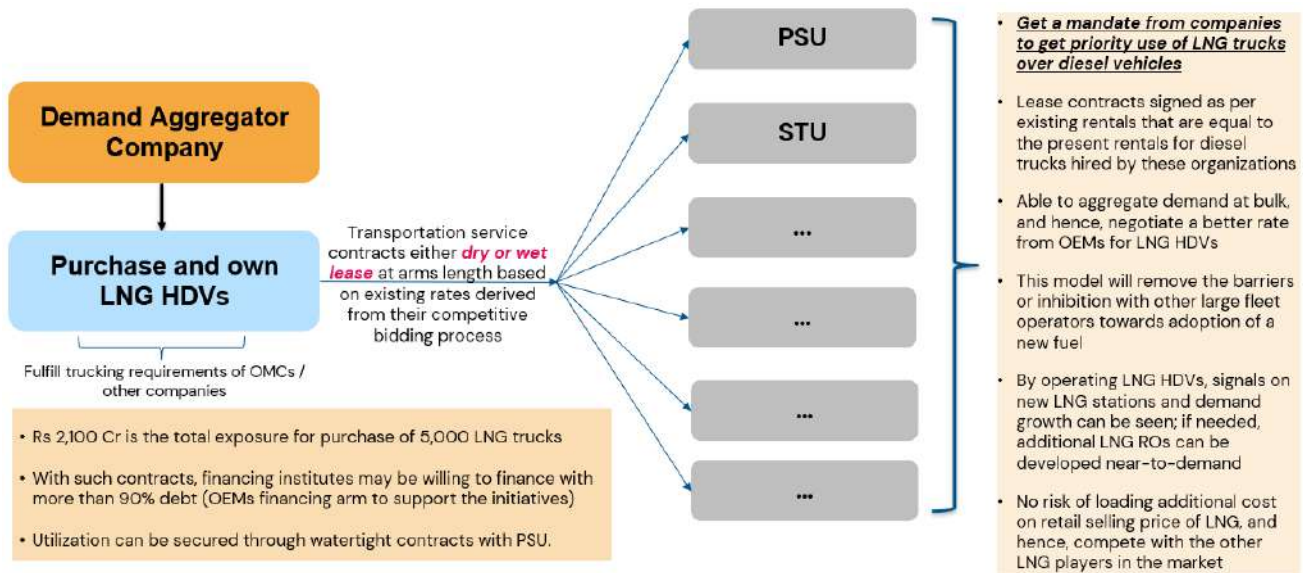 Demand Aggregator
Company
Purchase and own
LNG HDVs
Fulfill trucking requirements of OMCs /
other companies
Transportation service
contracts either dry or wet
lease at arms length based
on existing rates derived
from their competitive
bidding process
PSU
STU
...
...
...
...
• Get a mandate from companies
to get priority use of LNG trucks
over diesel vehicles
• Lease contracts signed as per
existing rentals that are equal to
the present rentals for diesel
trucks hired by these organizations
• Able to aggregate demand at bulk,
and hence, negotiate a better rate
from OEMs for LNG HDVs
• This model will remove the barriers
or inhibition with other large fleet
operators towards adoption of a
new fuel
• By operating LNG HDVs, signals on
new LNG stations and demand
growth can be seen; if needed,
additional LNG ROs can be
developed near-to-demand
• No risk of loading additional cost
on retail selling price of LNG, and
hence, compete with the other
LNG players in the market
• Rs 2,100 Cr is the total exposure for purchase of 5,000 LNG trucks
• With such contracts, financing institutes may be willing to finance with
more than 90% debt (OEMs financing arm to support the initiatives)
• Utilization can be secured through watertight contracts with PSU.